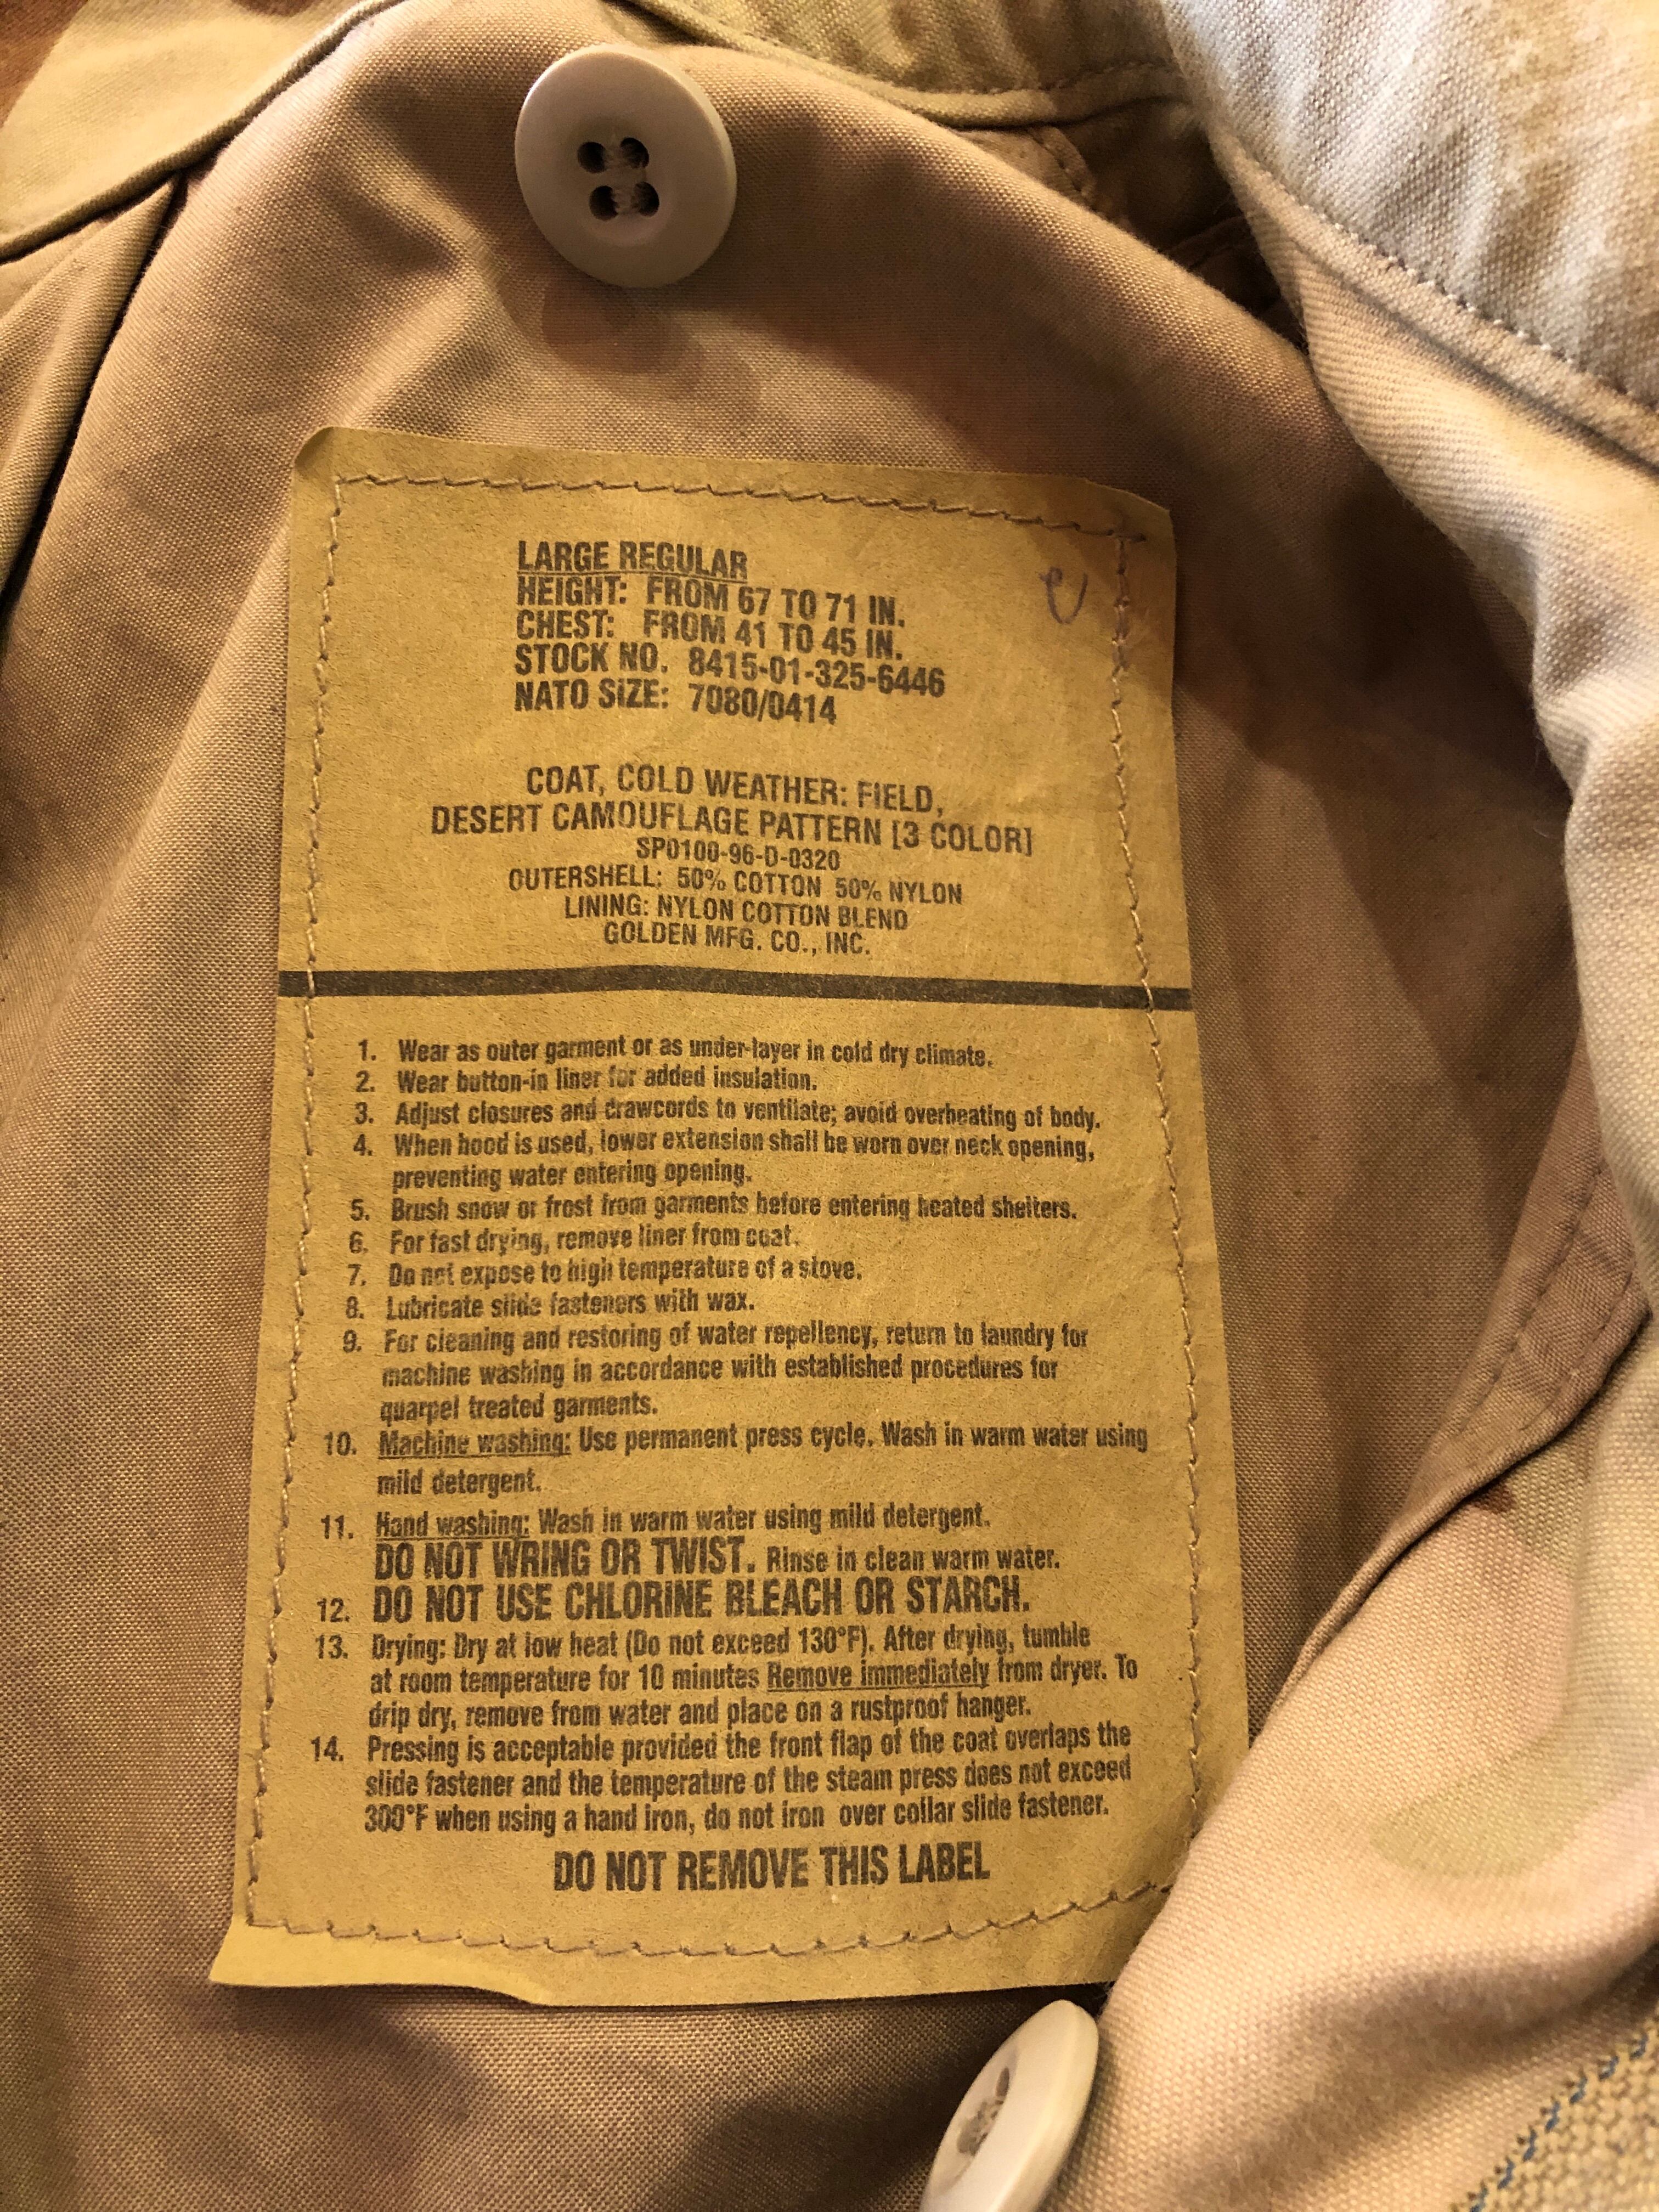 LARGE REGULAR
HEIGHT: FROM 67 TO 71 IN.
CHEST: FROM 41 TO 45 IN.
STOCK NO. 8415-01-325-6446
NATO SIZE: 7080/0414
COAT, COLD WEATHER: FIELD,
DESERT CAMOUFLAGE PATTERN [3 COLOR]
SP0100-96-D-0320
OUTERSHELL: 50% COTTON 50% NYLON
LINING: NYLON COTTON BLEND
GOLDEN MFG. CO., INC.
1. Wear as outer garment or as under-layer in cold dry climate.
2. Wear button-in liner for added insulation.
3. Adjust closures and drawcords to ventilate; avoid overheating of body.
4. When hood is used, lower extension shall be worn over neck opening,
preventing water entering opening.
5. Brush snow or frost from garments before entering heated shelters.
6. For fast drying, remove liner from coat.
7. Do not expose to high temperature of a stove.
8. Lubricate slide fasteners with wax.
9. For cleaning and restoring of water repellency, return to laundry for
machine washing in accordance with established procedures for
quarpel treated garments.
10. Machine washing: Use permanent press cycle. Wash in warm water using
mild detergent.
11. Hand washing: Wash in warm water using mild detergent.
DO NOT WRING OR TWIST. Rinse in clean warm water.
12. DO NOT USE CHLORINE BLEACH OR STARCH.
13. Drying: Dry at low heat (Do not exceed 130°F). After drying, tumble
at room temperature for 10 minutes Remove immediately from dryer. To
drip dry, remove from water and place on a rustproof hanger.
14. Pressing is acceptable provided the front flap of the coat overlaps the
slide fastener and the temperature of the steam press does not exceed
300°F when using a hand iron, do not iron over collar slide fastener.
DO NOT REMOVE THIS LABEL